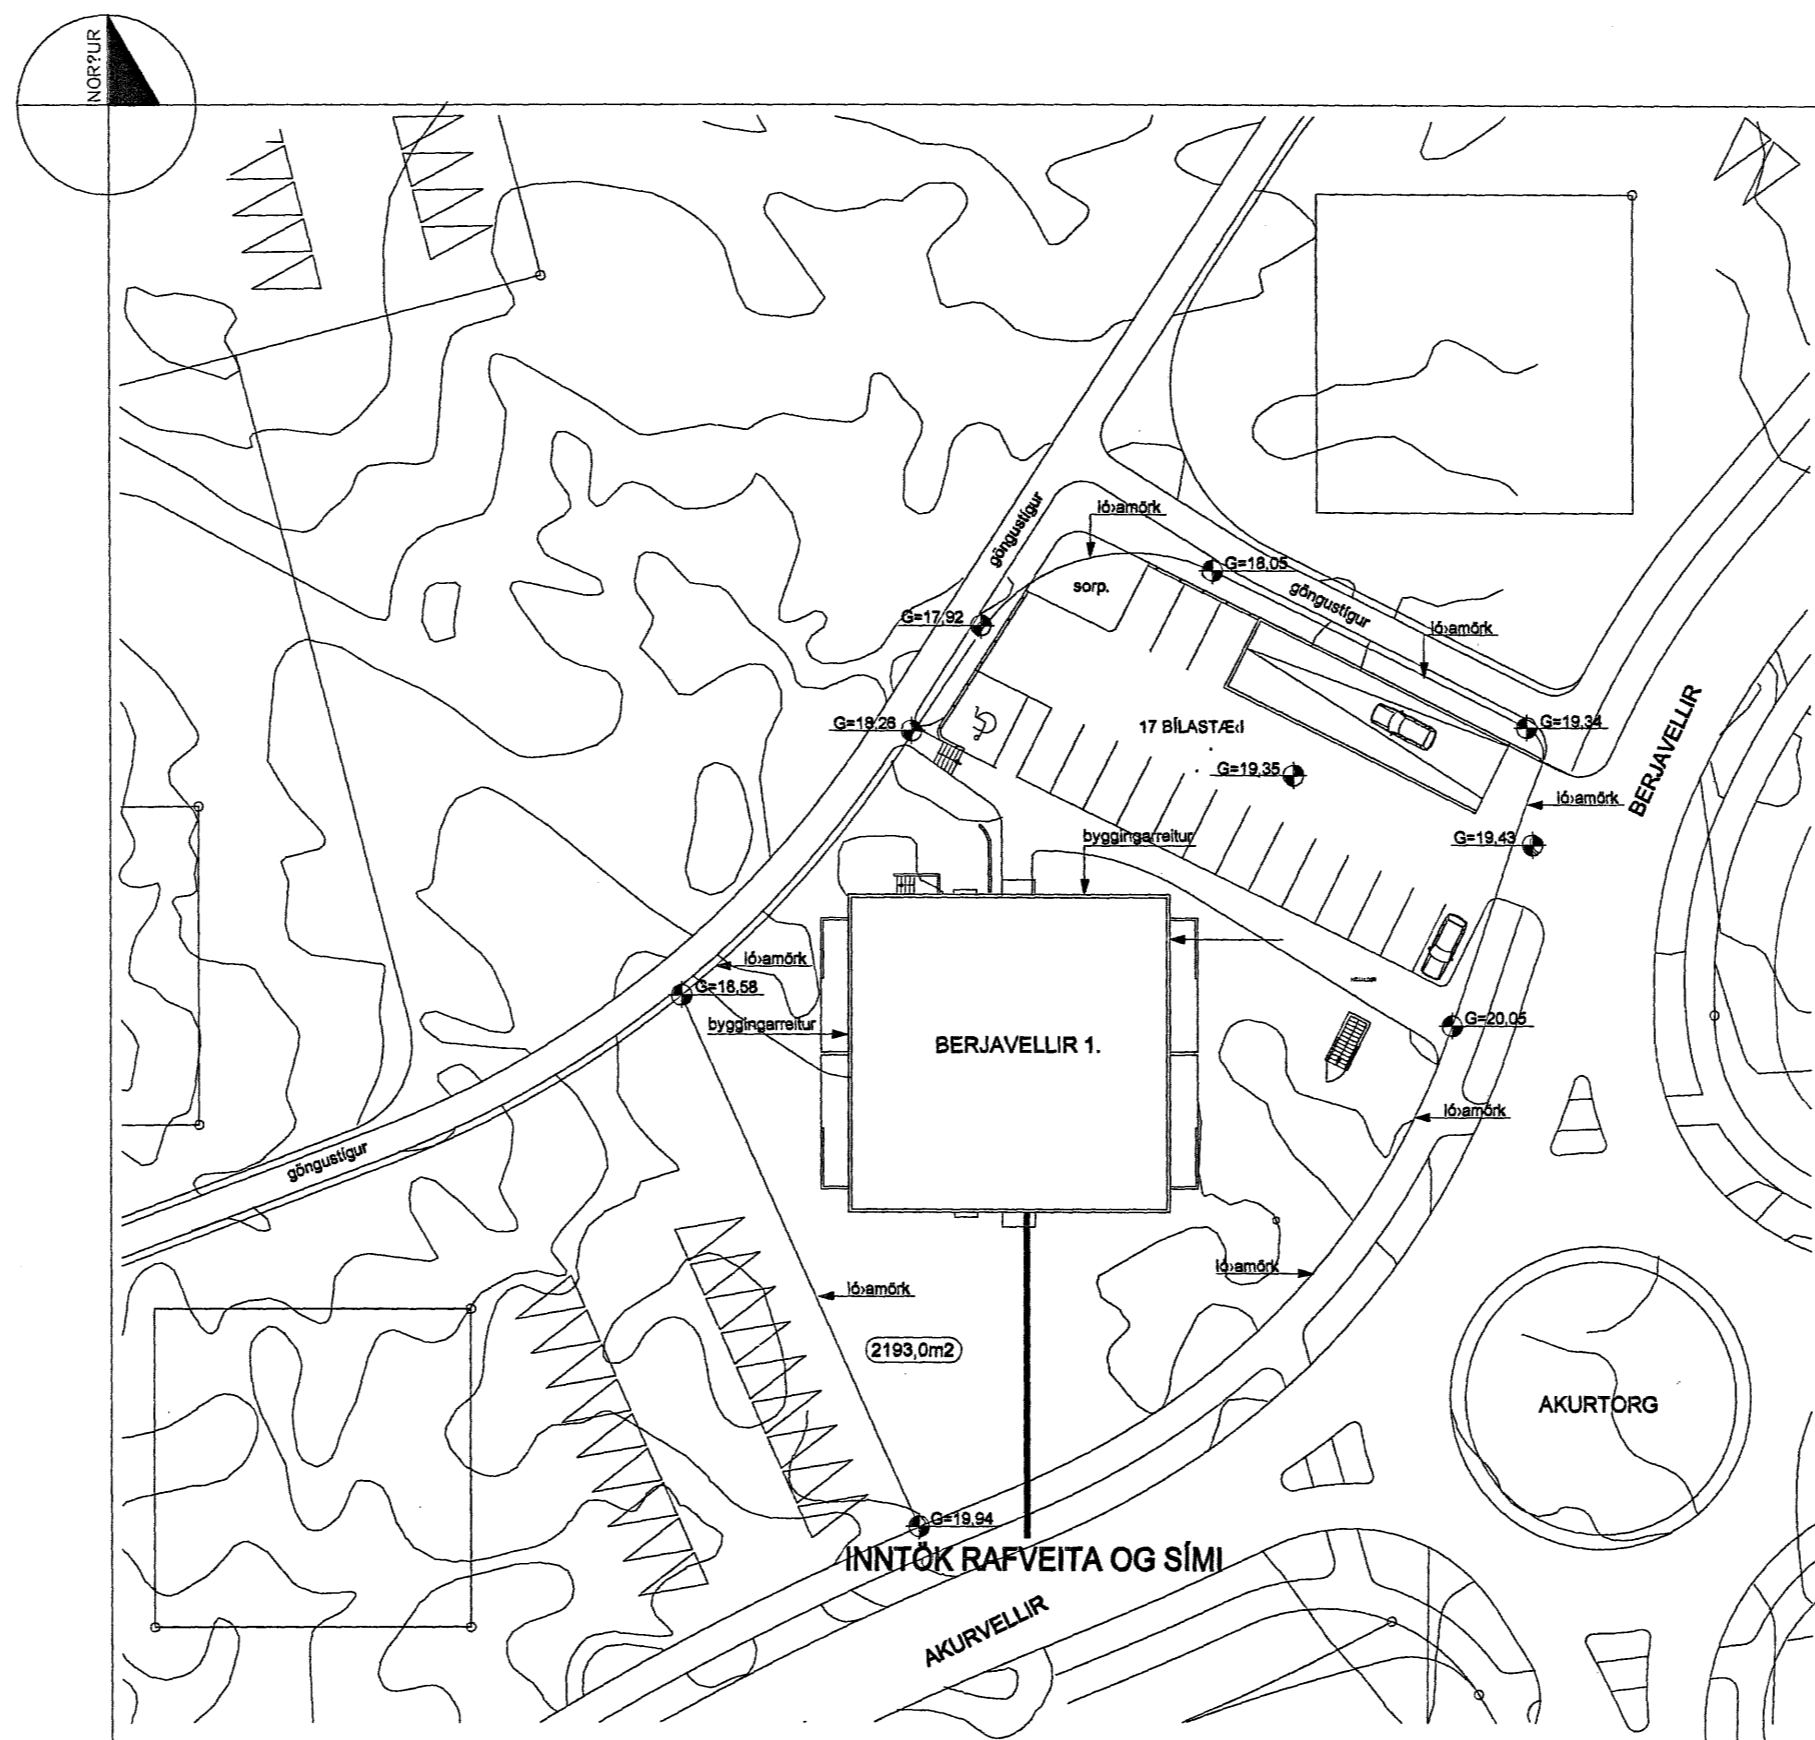 NOR?UR
göngustígur
ló›amörk
G=18,05
sorp.
göngustígur
G=17,92
ló›amörk
G=18,26
17 BÍLASTÆ‹I
G=19,34
BERJAVELLIR
G=19,35
ló›amörk
byggingarreitur
G=19,43
ló›amörk
G=18,58
byggingarreitur
BERJAVELLIR 1.
G=20,05
ló›amörk
göngustígur
ló›amörk
ló›amörk
2193,0m2
AKURTORG
G=19,94
INNTÖK RAFVEITA OG SÍMI
AKURVELLIR